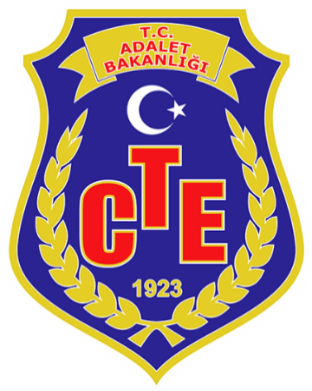 T.C.
ADALET
BAKANLIĞI
CTE
1923